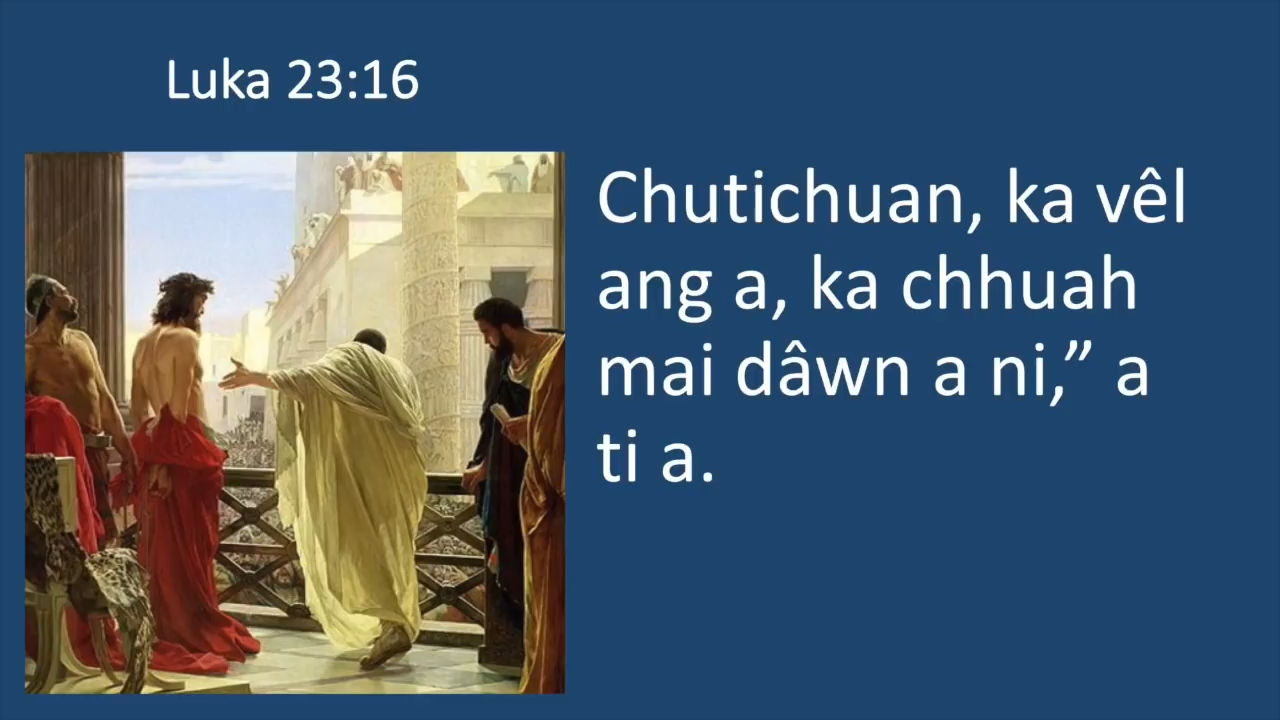 Luka 23:16
Chutichuan, ka vêl
ang a, ka chhuah
mai dâwn a ni,” a
ti a.